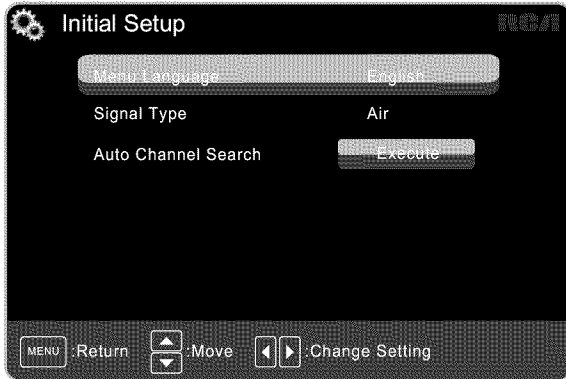 Initial Setup RCA
Menu Language English
Signal Type Air
Auto Channel Search Execute
MENU :Return :Move :Change Setting